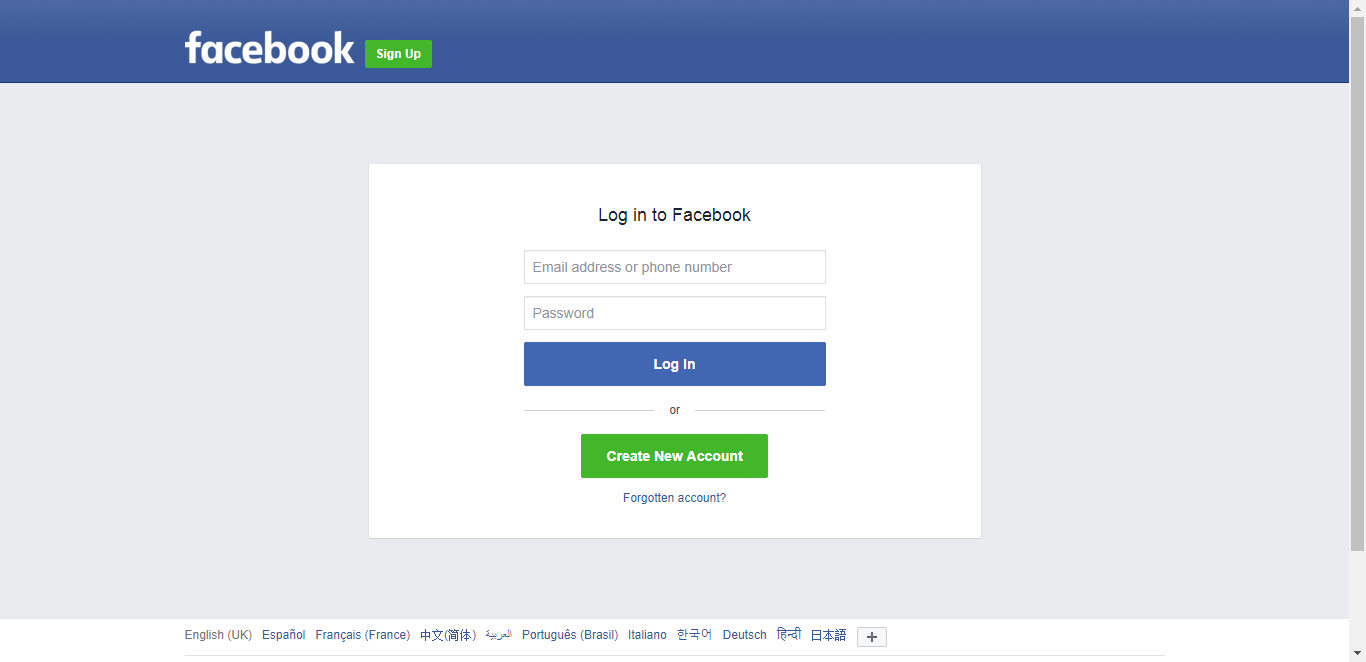 facebook Sign Up
Log in to Facebook
Email address or phone number
Password
Log In
or
Create New Account
Forgotten account?
English (UK) Español Français (France) 中文(简体) العربية Português (Brasil) Italiano 한국어 Deutsch हिन्दी 日本語 +